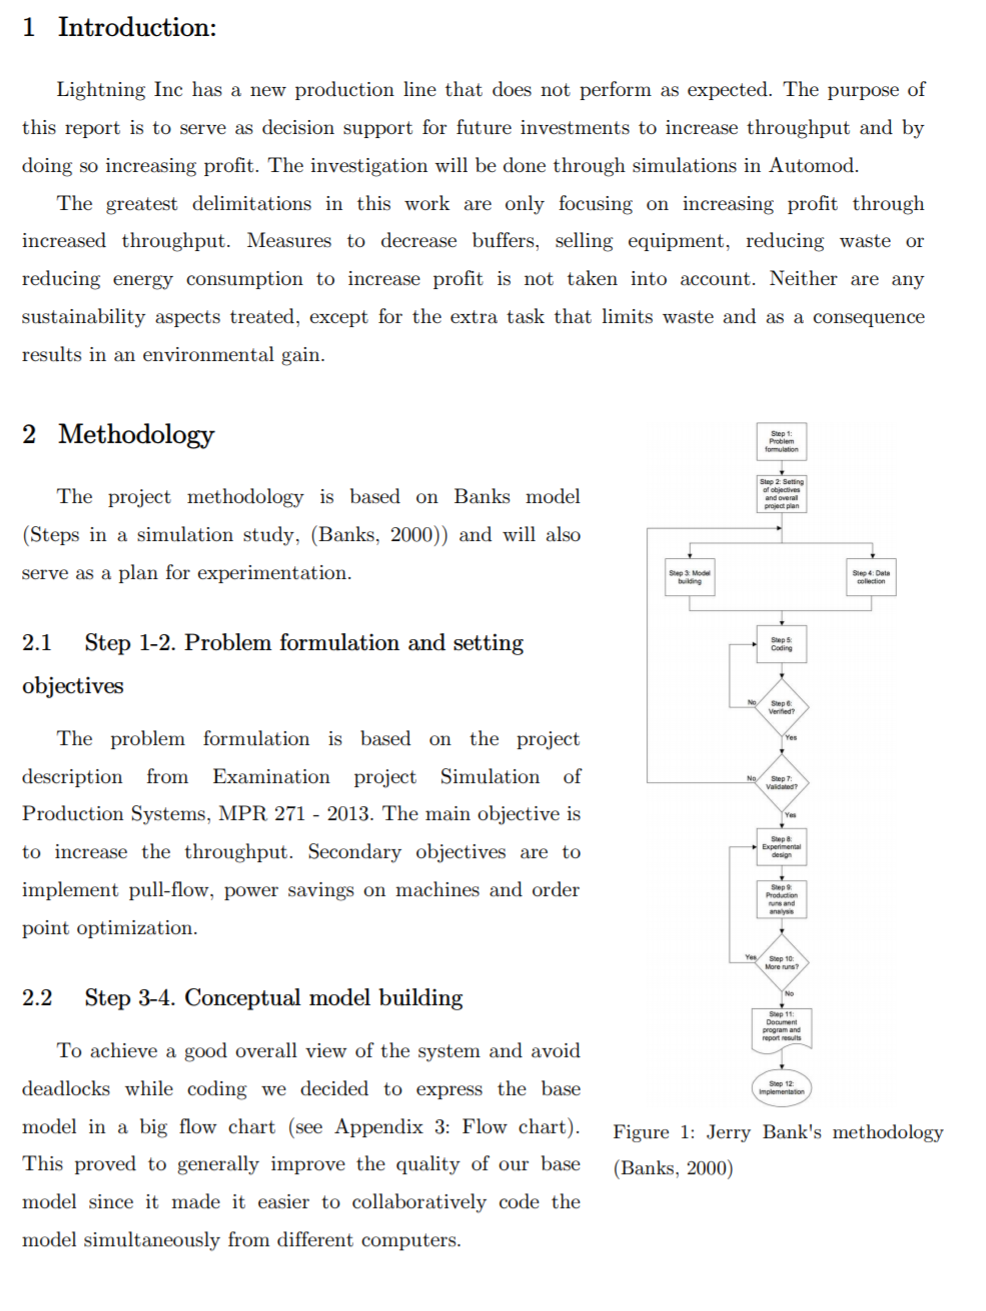 1 Introduction:
Lightning Inc has a new production line that does not perform as expected. The purpose of
this report is to serve as decision support for future investments to increase throughput and by
doing so increasing profit. The investigation will be done through simulations in Automod.
The greatest delimitations in this work are only focusing on increasing profit through
increased throughput. Measures to decrease buffers, selling equipment, reducing waste or
reducing energy consumption to increase profit is not taken into account. Neither are any
sustainability aspects treated, except for the extra task that limits waste and as a consequence
results in an environmental gain.
2 Methodology
The project methodology is based on Banks model
(Steps in a simulation study, (Banks, 2000)) and will also
serve as a plan for experimentation.
2.1 Step 1-2. Problem formulation and setting
objectives
The problem formulation is based on the project
description from Examination project Simulation of
Production Systems, MPR 271 - 2013. The main objective is
to increase the throughput. Secondary objectives are to
implement pull-flow, power savings on machines and order
point optimization.
2.2 Step 3-4. Conceptual model building
To achieve a good overall view of the system and avoid
deadlocks while coding we decided to express the base
model in a big flow chart (see Appendix 3: Flow chart).
This proved to generally improve the quality of our base
model since it made it easier to collaboratively code the
model simultaneously from different computers.
Step 1:
Problem
formulation
Step 2: Setting
of objectives
and overall
project plan
Step 3: Model
building
Step 4: Data
collection
Step 5:
Coding
No
Step 6:
Verified?
Yes
No
Step 7:
Validated?
Yes
Step 8:
Experimental
design
Step 9:
Production
runs and
analysis
Yes
Step 10:
More runs?
No
Step 11:
Document
program and
report results
Step 12:
Implementation
Figure 1: Jerry Bank's methodology
(Banks, 2000)